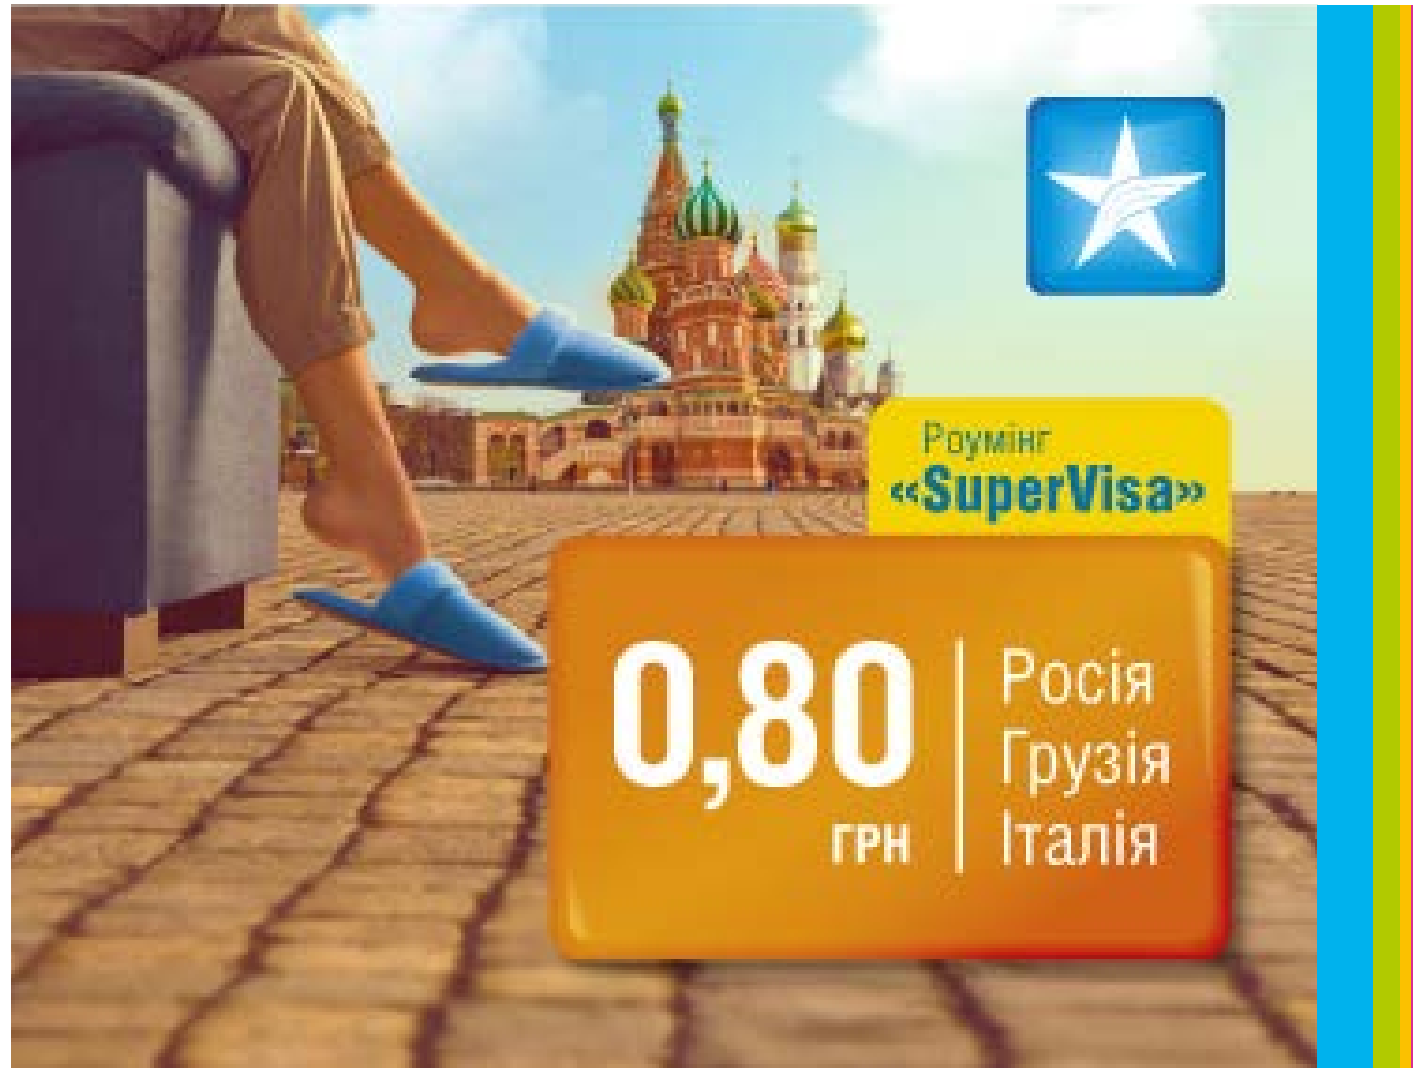 Роумінг
«SuperVisa»
0,80
грн
Росія
Грузія
Італія